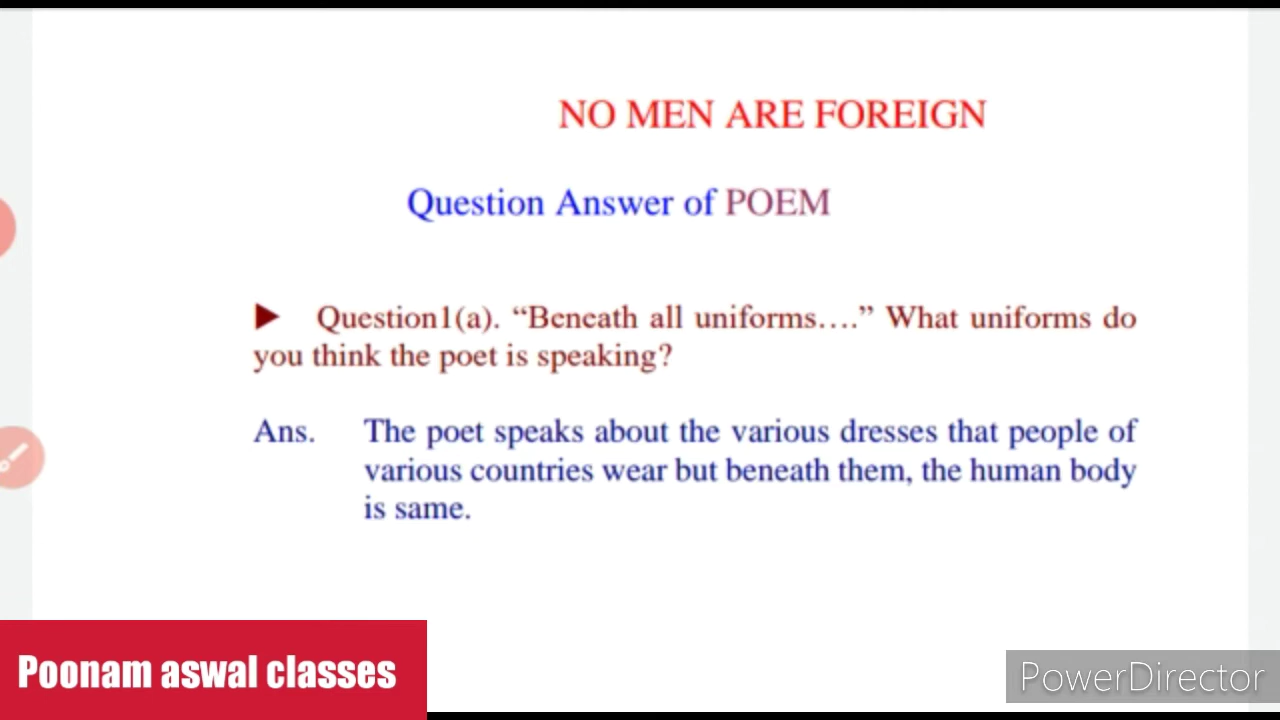 NO MEN ARE FOREIGN
Question Answer of POEM
▶ Question1(a). “Beneath all uniforms….” What uniforms do
you think the poet is speaking?
Ans. The poet speaks about the various dresses that people of
various countries wear but beneath them, the human body
is same.
Poonam aswal classes
PowerDirector